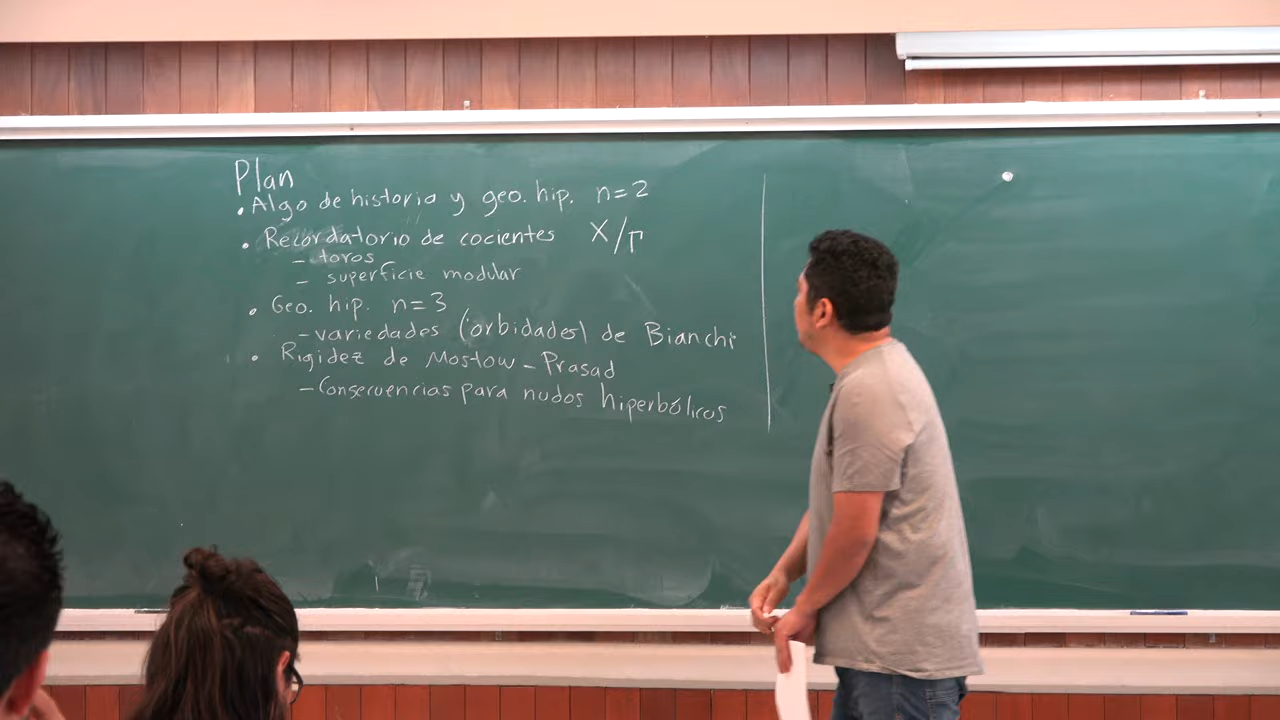 Plan
• Algo de historia y geo. hip. n=2
• Recordatorio de cocientes X/Γ
– toros
– superficie modular
• Geo. hip. n=3
– variedades (orbidades) de Bianchi
• Rigidez de Mostow – Prasad
– Consecuencias para nudos hiperbólicos